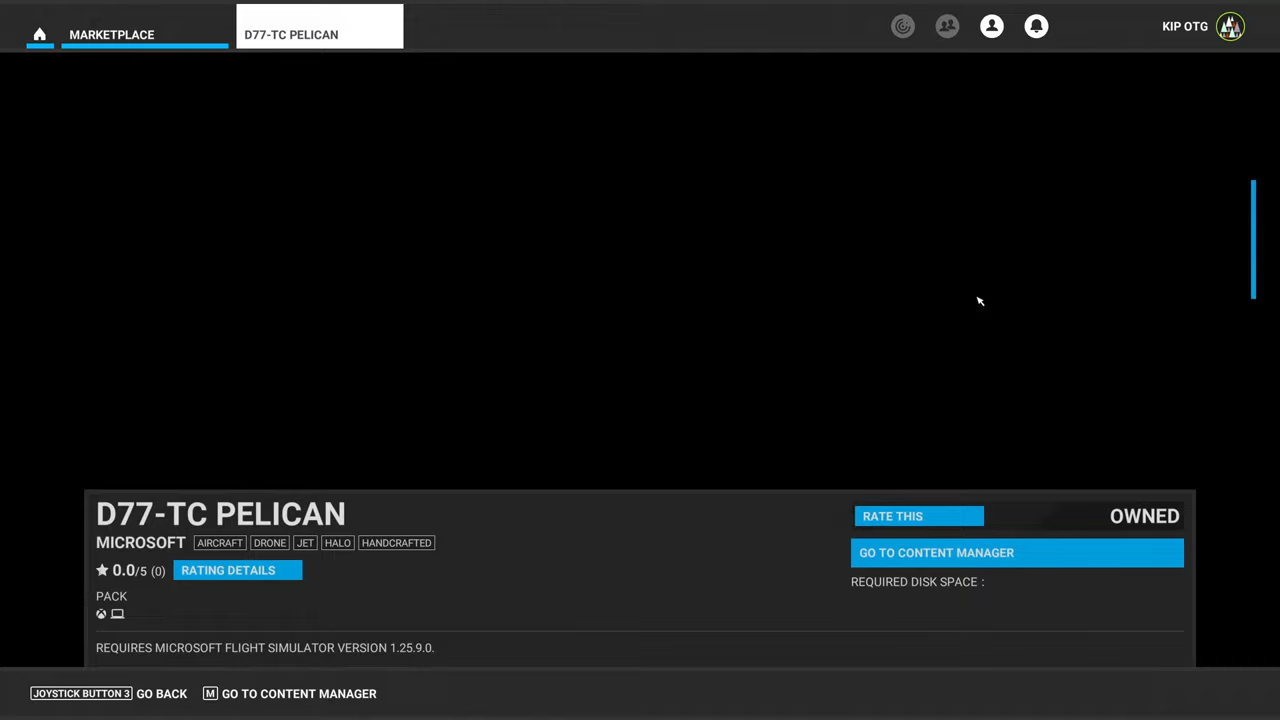 MARKETPLACE
D77-TC PELICAN
KIP OTG
D77-TC PELICAN
MICROSOFT AIRCRAFT DRONE JET HALO HANDCRAFTED
0.0/5 (0) RATING DETAILS
PACK
REQUIRES MICROSOFT FLIGHT SIMULATOR VERSION 1.25.9.0.
RATE THIS OWNED
GO TO CONTENT MANAGER
REQUIRED DISK SPACE :
JOYSTICK BUTTON 3 GO BACK M GO TO CONTENT MANAGER